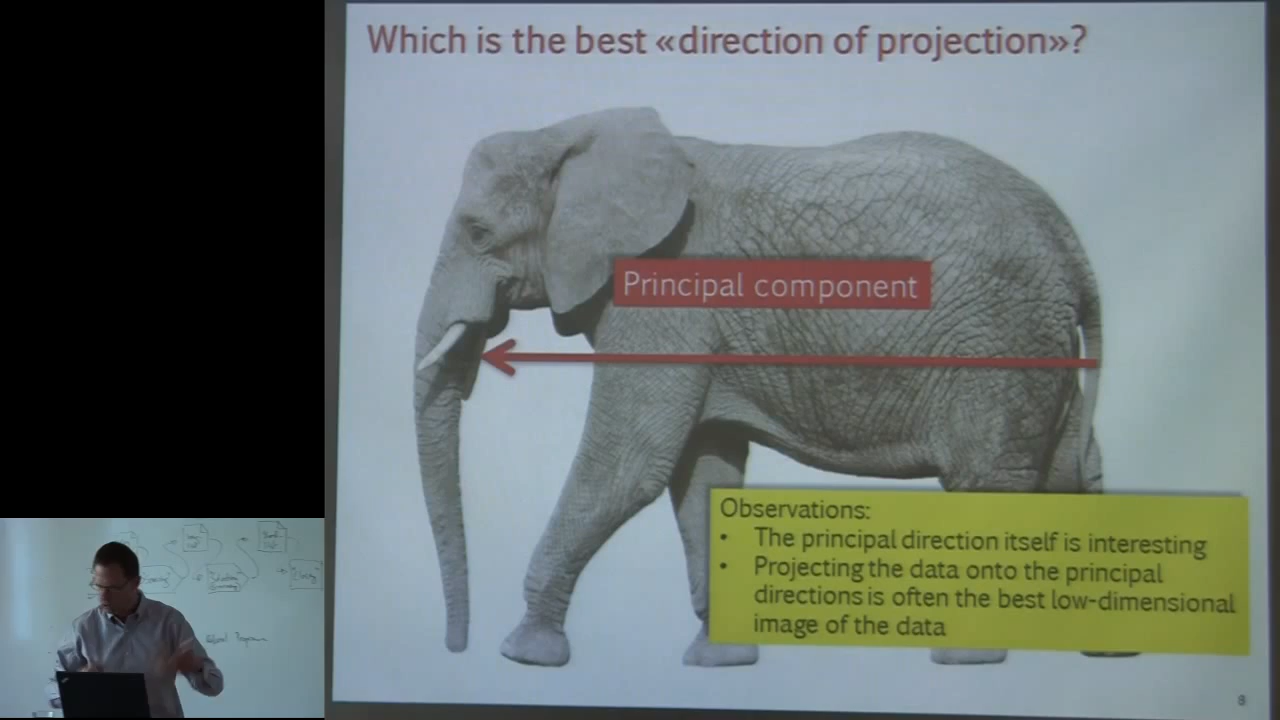 Which is the best «direction of projection»?
Principal component
Observations:
• The principal direction itself is interesting
• Projecting the data onto the principal
directions is often the best low-dimensional
image of the data
8